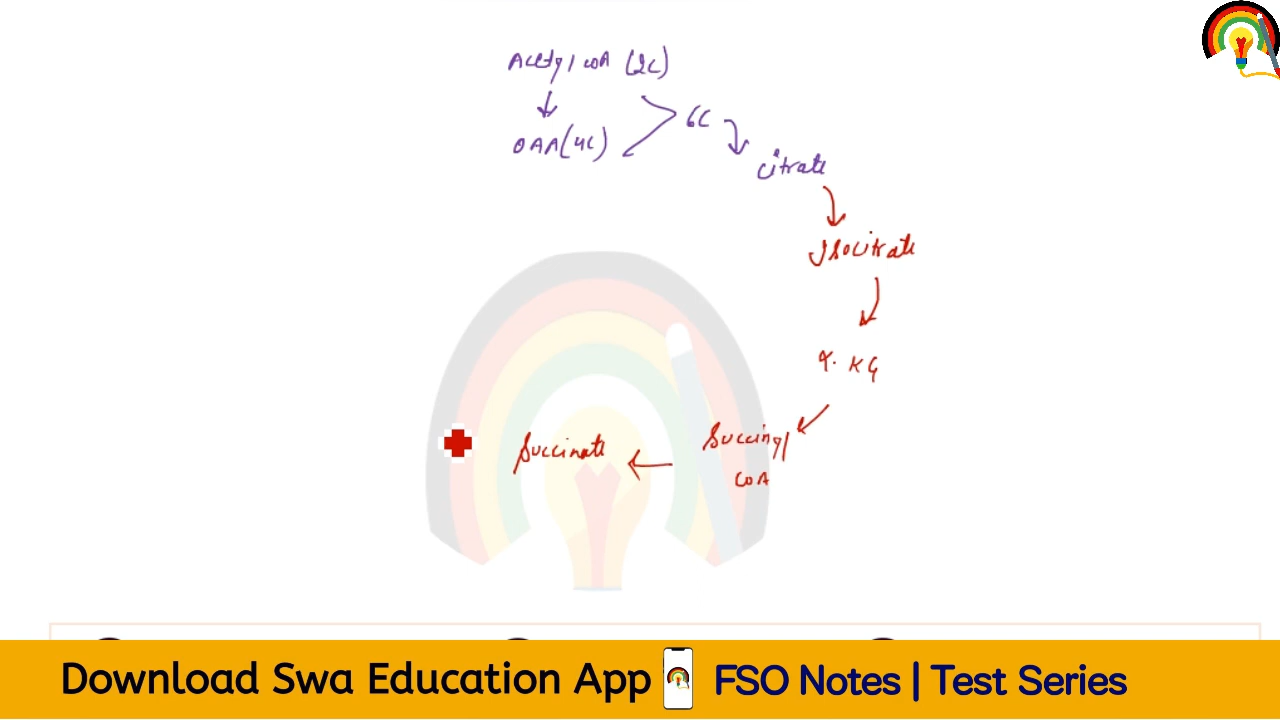 Acetyl CoA (2C)
OAA (4C)
6C
Citrate
Isocitrate
α. KG
Succinyl
CoA
Succinate
Download Swa Education App
FSO Notes | Test Series